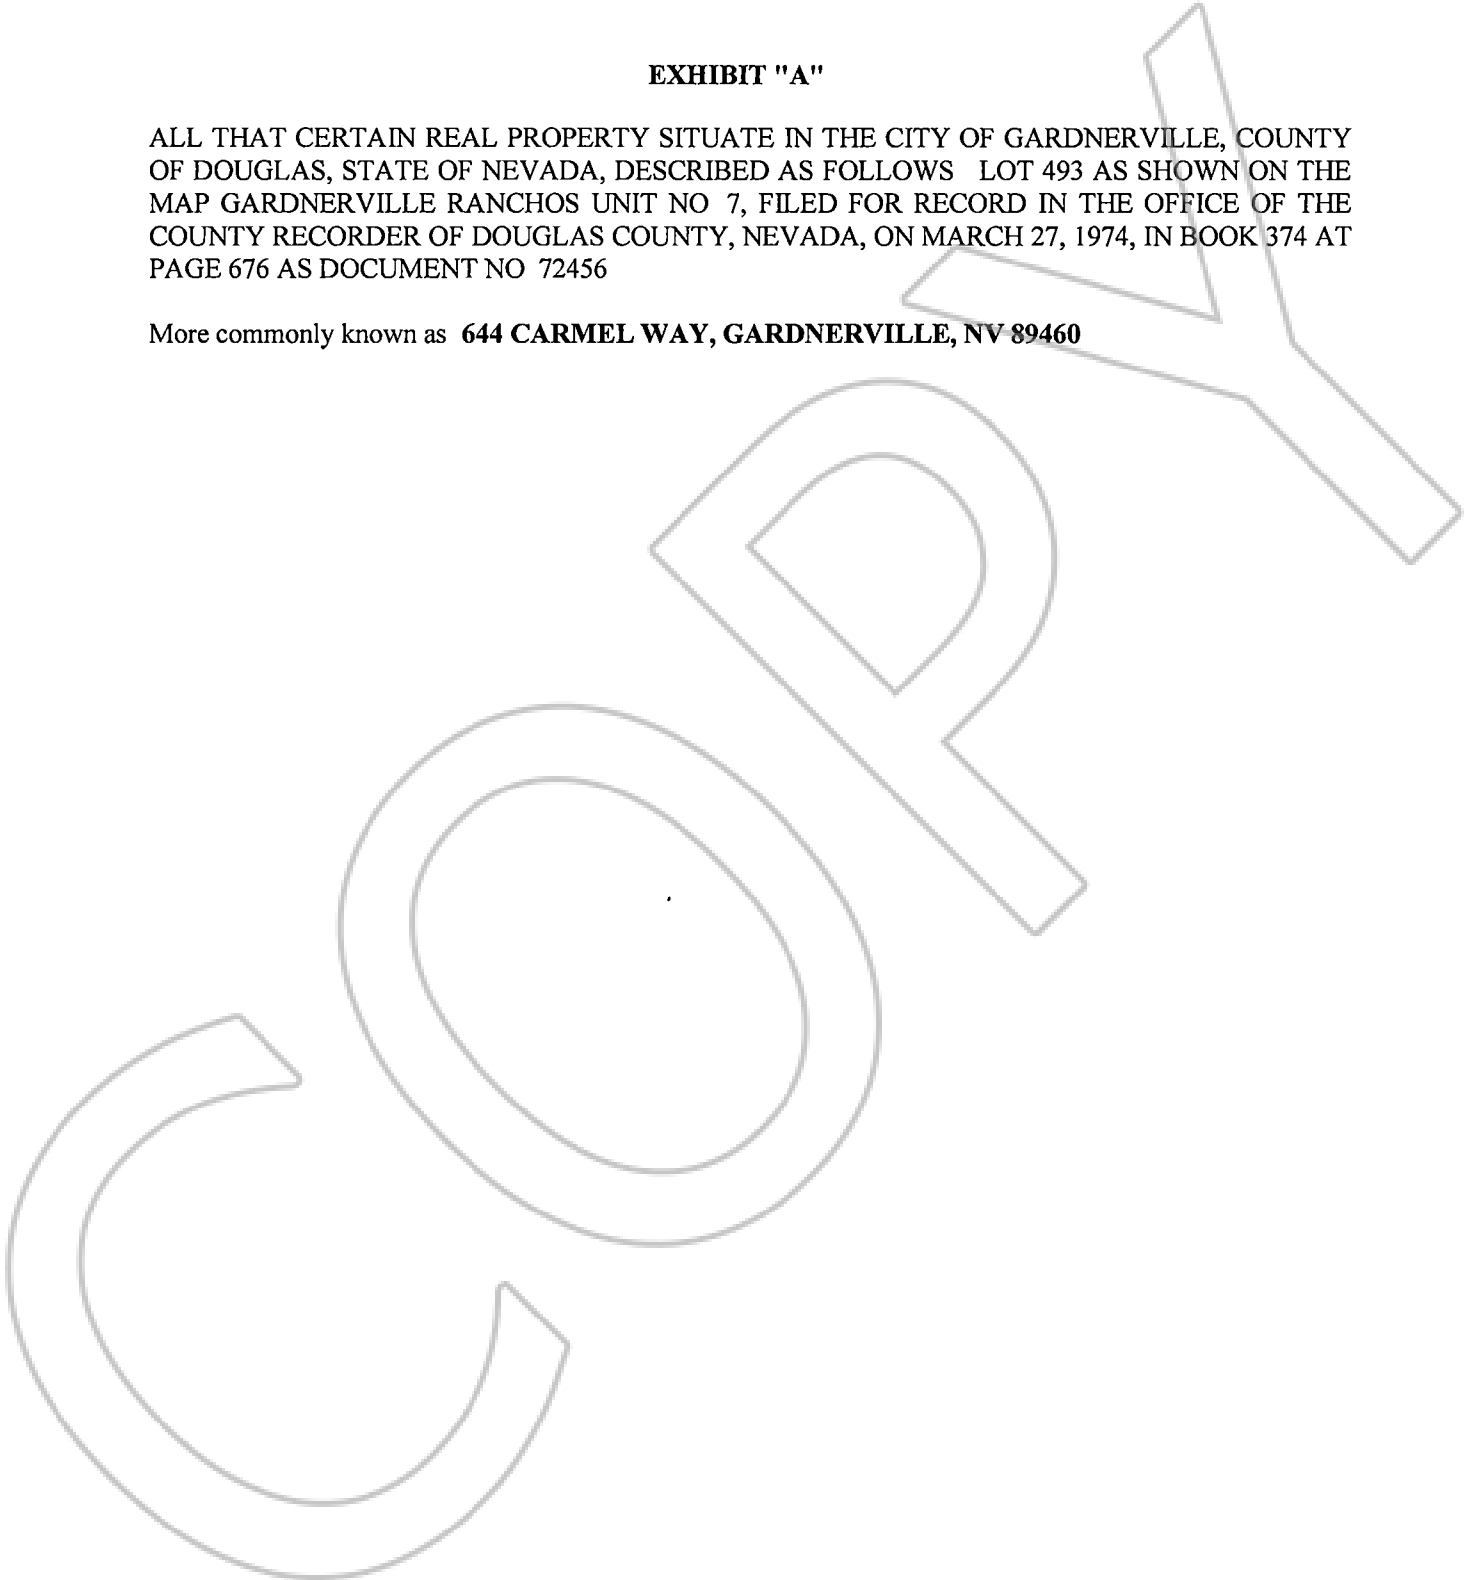 EXHIBIT "A"
ALL THAT CERTAIN REAL PROPERTY SITUATE IN THE CITY OF GARDNERVILLE, COUNTY
OF DOUGLAS, STATE OF NEVADA, DESCRIBED AS FOLLOWS LOT 493 AS SHOWN ON THE
MAP GARDNERVILLE RANCHOS UNIT NO 7, FILED FOR RECORD IN THE OFFICE OF THE
COUNTY RECORDER OF DOUGLAS COUNTY, NEVADA, ON MARCH 27, 1974, IN BOOK 374 AT
PAGE 676 AS DOCUMENT NO 72456
More commonly known as 644 CARMEL WAY, GARDNERVILLE, NV 89460
COPY